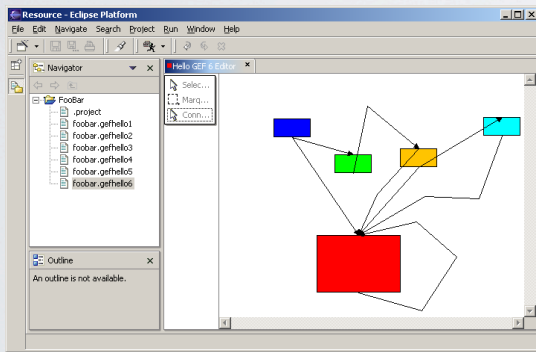 Resource - Eclipse Platform
File Edit Navigate Search Project Run Window Help
Navigator
FooBar
.project
foobar.gefhello1
foobar.gefhello2
foobar.gefhello3
foobar.gefhello4
foobar.gefhello5
foobar.gefhello6
Outline
An outline is not available.
Hello GEF 6 Editor
Selec...
Marq...
Conn...